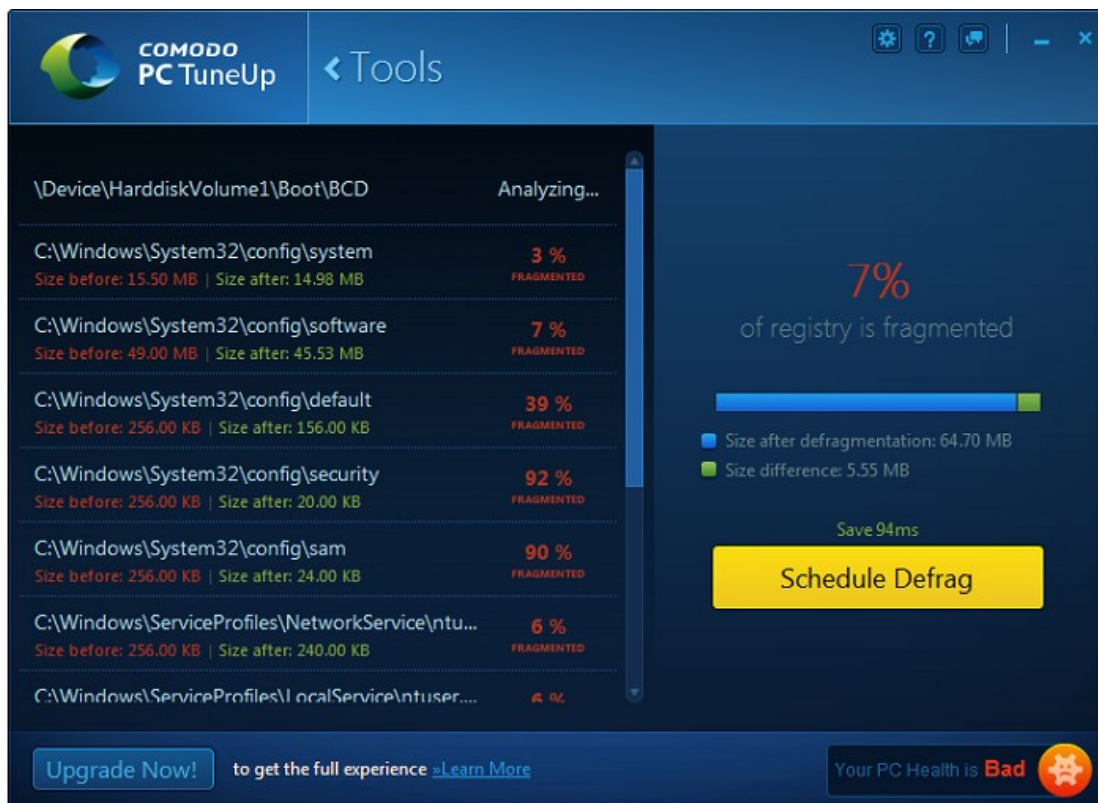 COMODO
PC TuneUp
Tools
\Device\HarddiskVolume1\Boot\BCD Analyzing...
C:\Windows\System32\config\system 3 %
Size before: 15.50 MB | Size after: 14.98 MB FRAGMENTED
C:\Windows\System32\config\software 7 %
Size before: 49.00 MB | Size after: 45.53 MB FRAGMENTED
C:\Windows\System32\config\default 39 %
Size before: 256.00 KB | Size after: 156.00 KB FRAGMENTED
C:\Windows\System32\config\security 92 %
Size before: 256.00 KB | Size after: 20.00 KB FRAGMENTED
C:\Windows\System32\config\sam 90 %
Size before: 256.00 KB | Size after: 24.00 KB FRAGMENTED
C:\Windows\ServiceProfiles\NetworkService\ntu... 6 %
Size before: 256.00 KB | Size after: 240.00 KB FRAGMENTED
C:\Windows\ServiceProfiles\LocalService\ntuser.... 6 %
7%
of registry is fragmented
Size after defragmentation: 64.70 MB
Size difference: 5.55 MB
Save 94ms
Schedule Defrag
Upgrade Now! to get the full experience »Learn More
Your PC Health is Bad